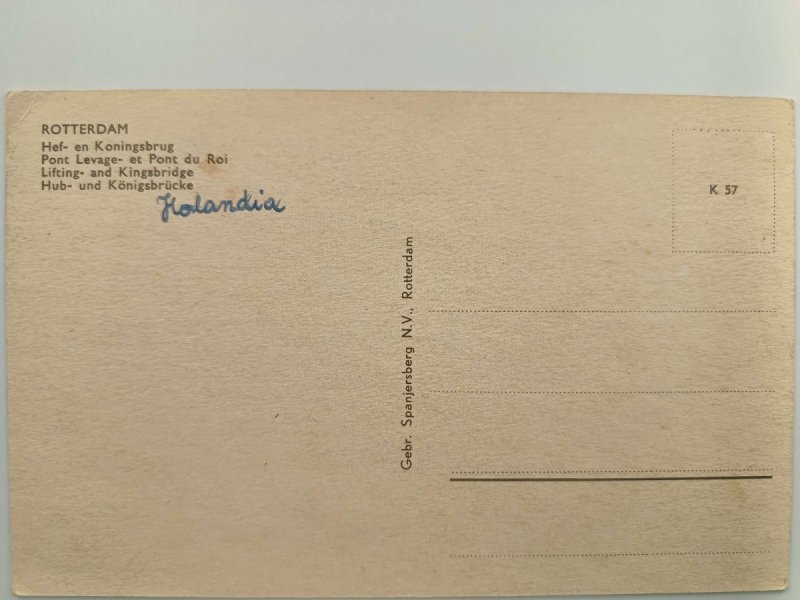 ROTTERDAM
Hef- en Koningsbrug
Pont Levage- et Pont du Roi
Lifting- and Kingsbridge
Hub- und Königsbrücke
Holandia
Gebr. Spanjersberg N.V., Rotterdam
K 57